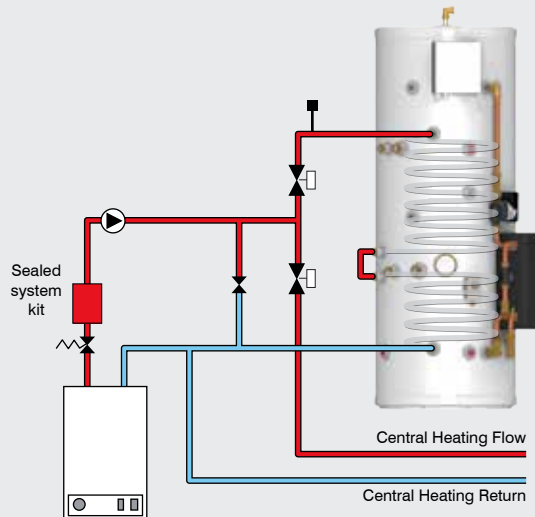 Sealed
system
kit
Central Heating Flow
Central Heating Return